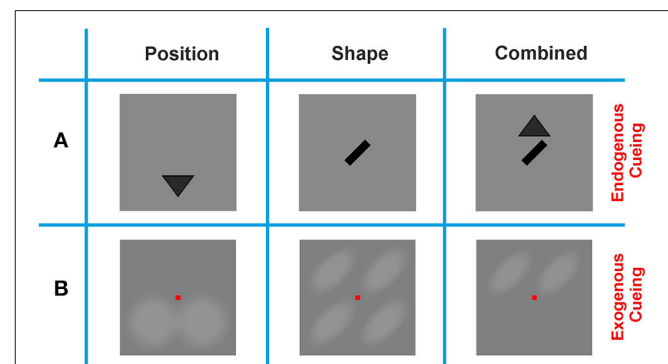 Position Shape Combined
A
Endogenous
Cueing
B
Exogenous
Cueing